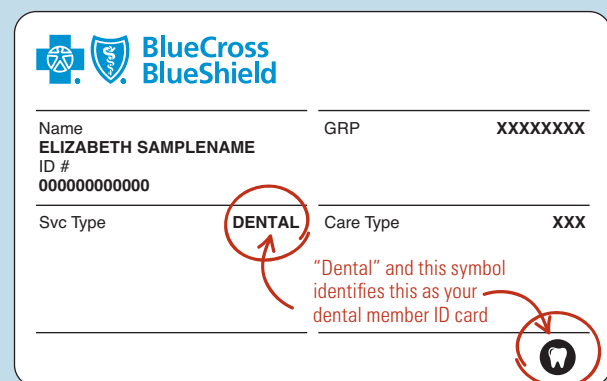 BlueCross
BlueShield
Name
ELIZABETH SAMPLENAME
ID #
000000000000
GRP XXXXXXXX
Svc Type DENTAL
Care Type XXX
“Dental” and this symbol
identifies this as your
dental member ID card